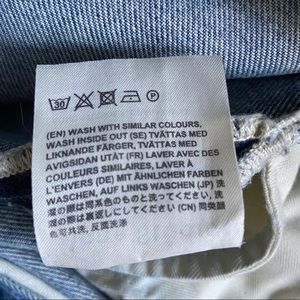 30 P
(EN) WASH WITH SIMILAR COLOURS,
WASH INSIDE OUT (SE) TVÄTTAS MED
LIKNANDE FÄRGER, TVÄTTAS MED
AVIGSIDAN UTÅT (FR) LAVER AVEC DES
COULEURS SIMILAIRES, LAVER À
L'ENVERS (DE) MIT ÄHNLICHEN FARBEN
WASCHEN, AUF LINKS WASCHEN (JP) 洗
濯の際は同系色の物と洗ってください 洗
濯の際は裏返しにしてください (CN) 同类颜
色可共洗, 反面洗涤